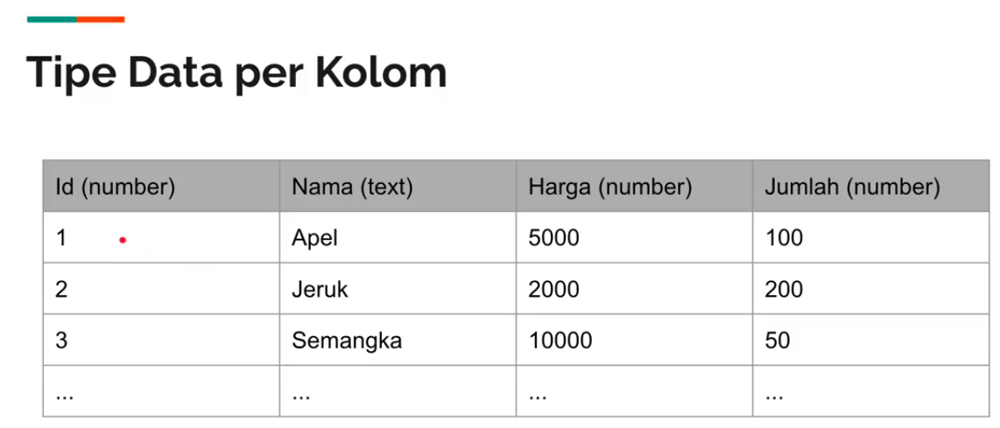 Tipe Data per Kolom
Id (number) Nama (text) Harga (number) Jumlah (number)
1 Apel 5000 100
2 Jeruk 2000 200
3 Semangka 10000 50
... ... ... ...